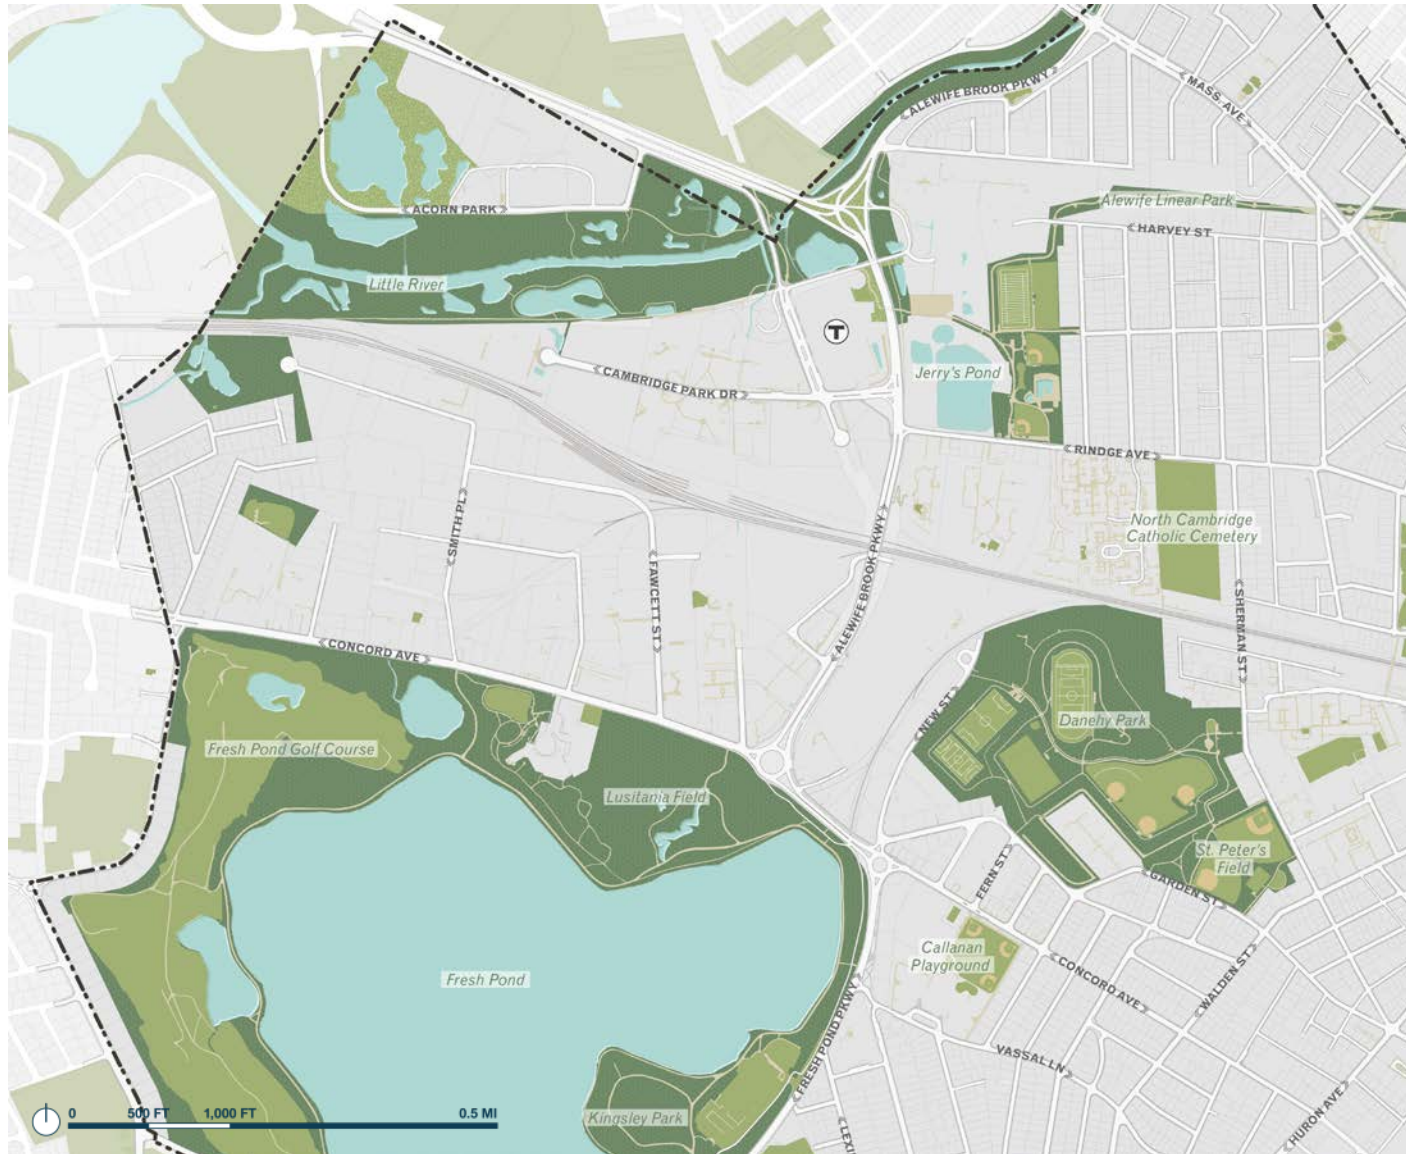 MASS. AVE
ALEWIFE BROOK PKWY
Alewife Linear Park
ACORN PARK
HARVEY ST
Little River
T
CAMBRIDGE PARK DR
Jerry's Pond
RINDGE AVE
SMITH PL
North Cambridge
Catholic Cemetery
FAWCETT ST
ALEWIFE BROOK PKWY
SHERMAN ST
CONCORD AVE
NEW ST
Danehy Park
Fresh Pond Golf Course
Lusitania Field
St. Peter's
Field
FERN ST
GARDEN ST
Callanan
Playground
Fresh Pond
CONCORD AVE
WALDEN ST
FRESH POND PKWY
VASSAL LN
Kingsley Park
HURON AVE
0 500 FT 1,000 FT 0.5 MI